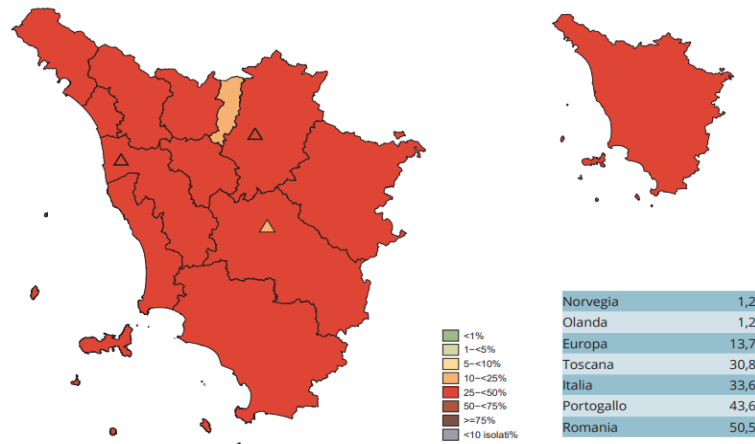 <1%
1-<5%
5-<10%
10-<25%
25-<50%
50-<75%
>=75%
<10 isolati%
Norvegia 1,2
Olanda 1,2
Europa 13,7
Toscana 30,8
Italia 33,6
Portogallo 43,6
Romania 50,5